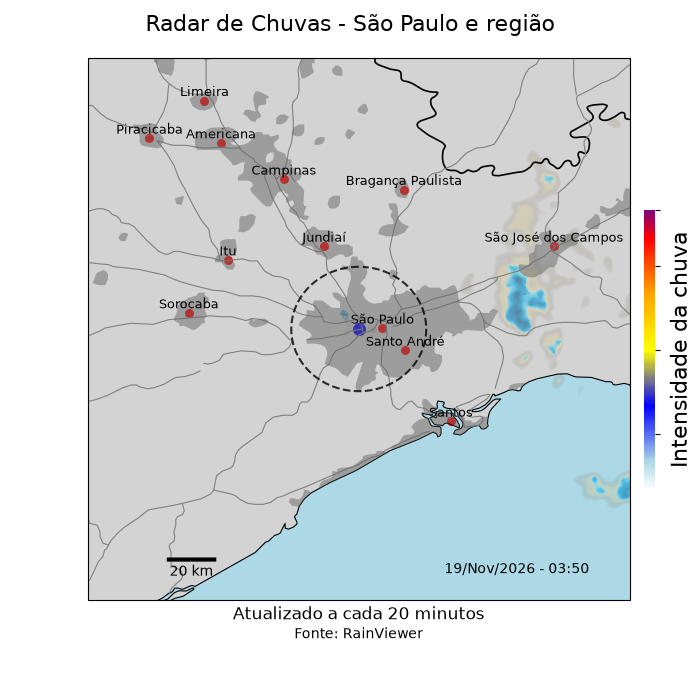 Radar de Chuvas - São Paulo e região
Limeira
Piracicaba
Americana
Campinas
Bragança Paulista
Jundiaí
São José dos Campos
Itu
Sorocaba
São Paulo
Santo André
Santos
Intensidade da chuva
20 km
19/Nov/2026 - 03:50
Atualizado a cada 20 minutos
Fonte: RainViewer